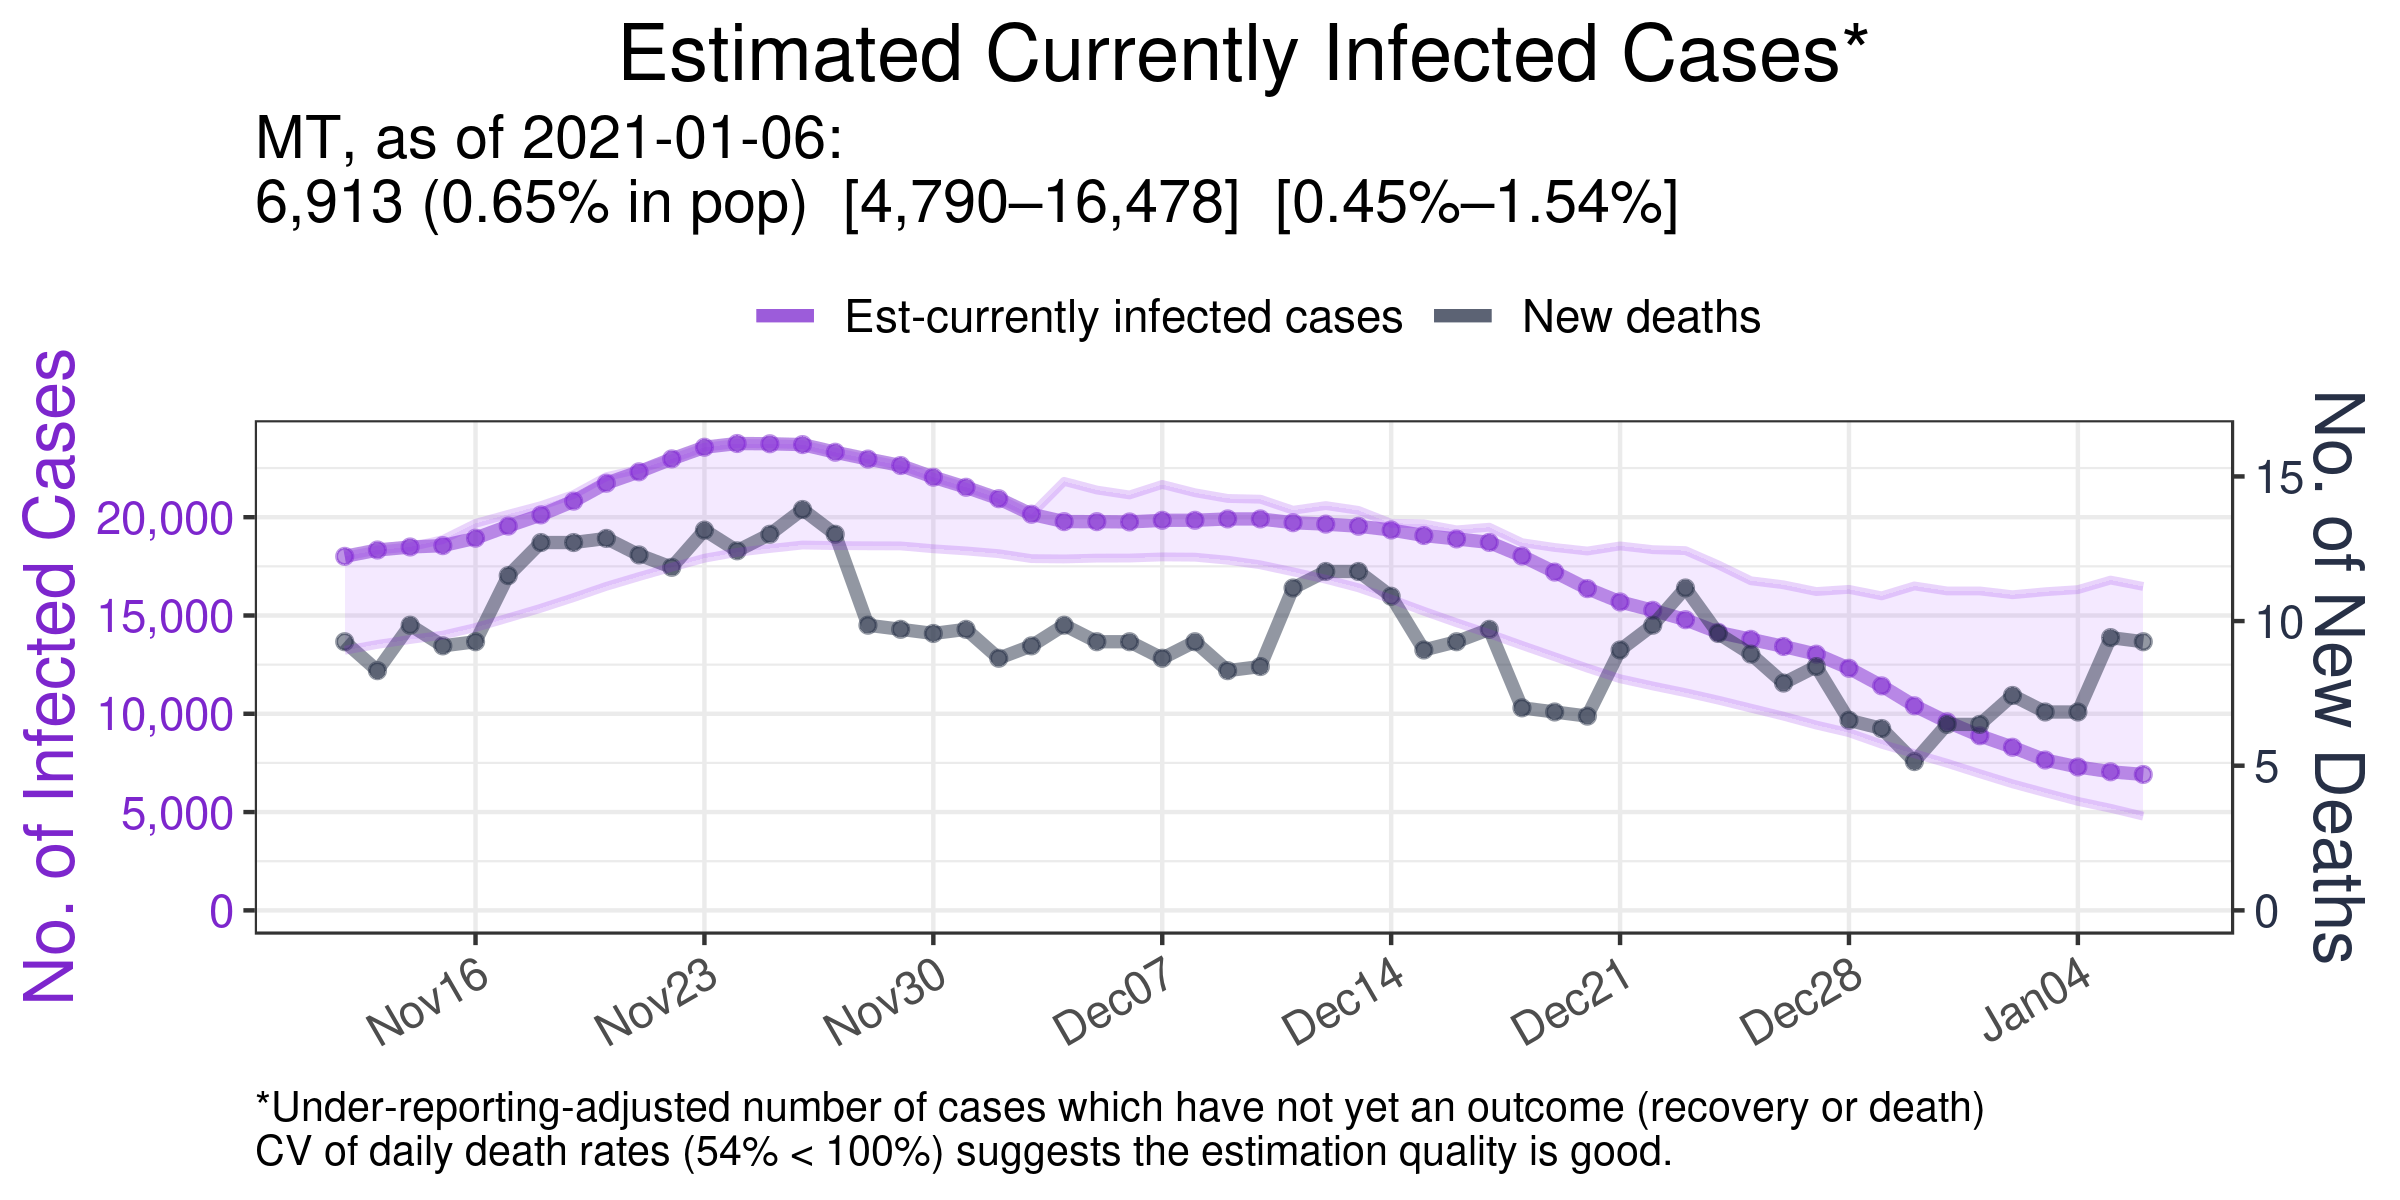 Estimated Currently Infected Cases*
MT, as of 2021-01-06:
6,913 (0.65% in pop)  [4,790–16,478]  [0.45%–1.54%]
Est-currently infected cases
New deaths
No. of Infected Cases
20,000
15,000
10,000
5,000
0
15
10
5
0
No. of New Deaths
Nov16
Nov23
Nov30
Dec07
Dec14
Dec21
Dec28
Jan04
*Under-reporting-adjusted number of cases which have not yet an outcome (recovery or death)
CV of daily death rates (54% < 100%) suggests the estimation quality is good.